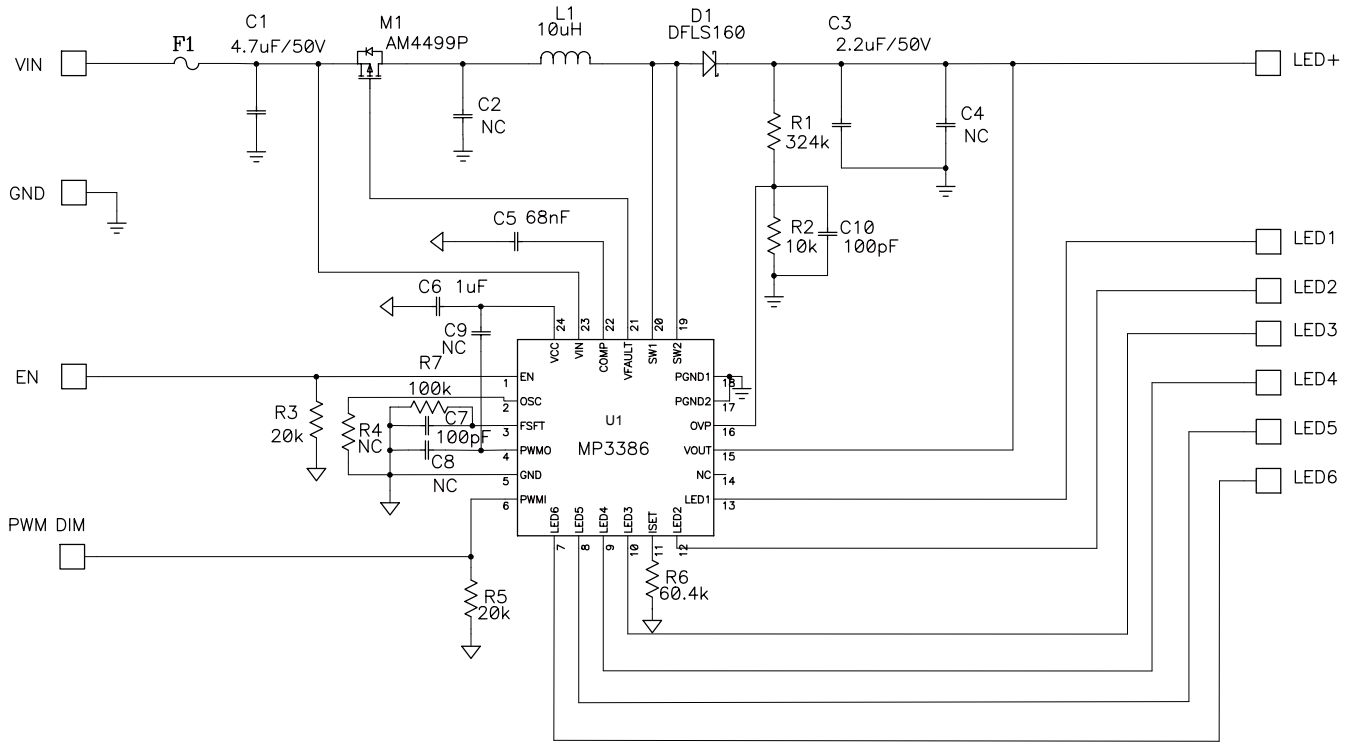 C1
4.7uF/50V
M1
AM4499P
L1
10uH
D1
DFLS160
C3
2.2uF/50V
VIN
F1
LED+
C2
NC
R1
324k
C4
NC
GND
C5 68nF
R2
10k
C10
100pF
LED1
C6 1uF
LED2
C9
NC
24
23
22
21
20
19
LED3
VCC
VIN
COMP
VFAULT
SW1
SW2
R7
100k
EN
1
EN
PGND1
18
LED4
R3
20k
R4
NC
2
OSC
PGND2
17
C7
100pF
3
FSFT
U1
OVP
16
LED5
C8
NC
4
PWMO
MP3386
VOUT
15
5
GND
NC
14
LED6
6
PWMI
LED1
13
LED6
LED5
LED4
LED3
ISET
LED2
PWM DIM
7
8
9
10
11
12
R5
20k
R6
60.4k